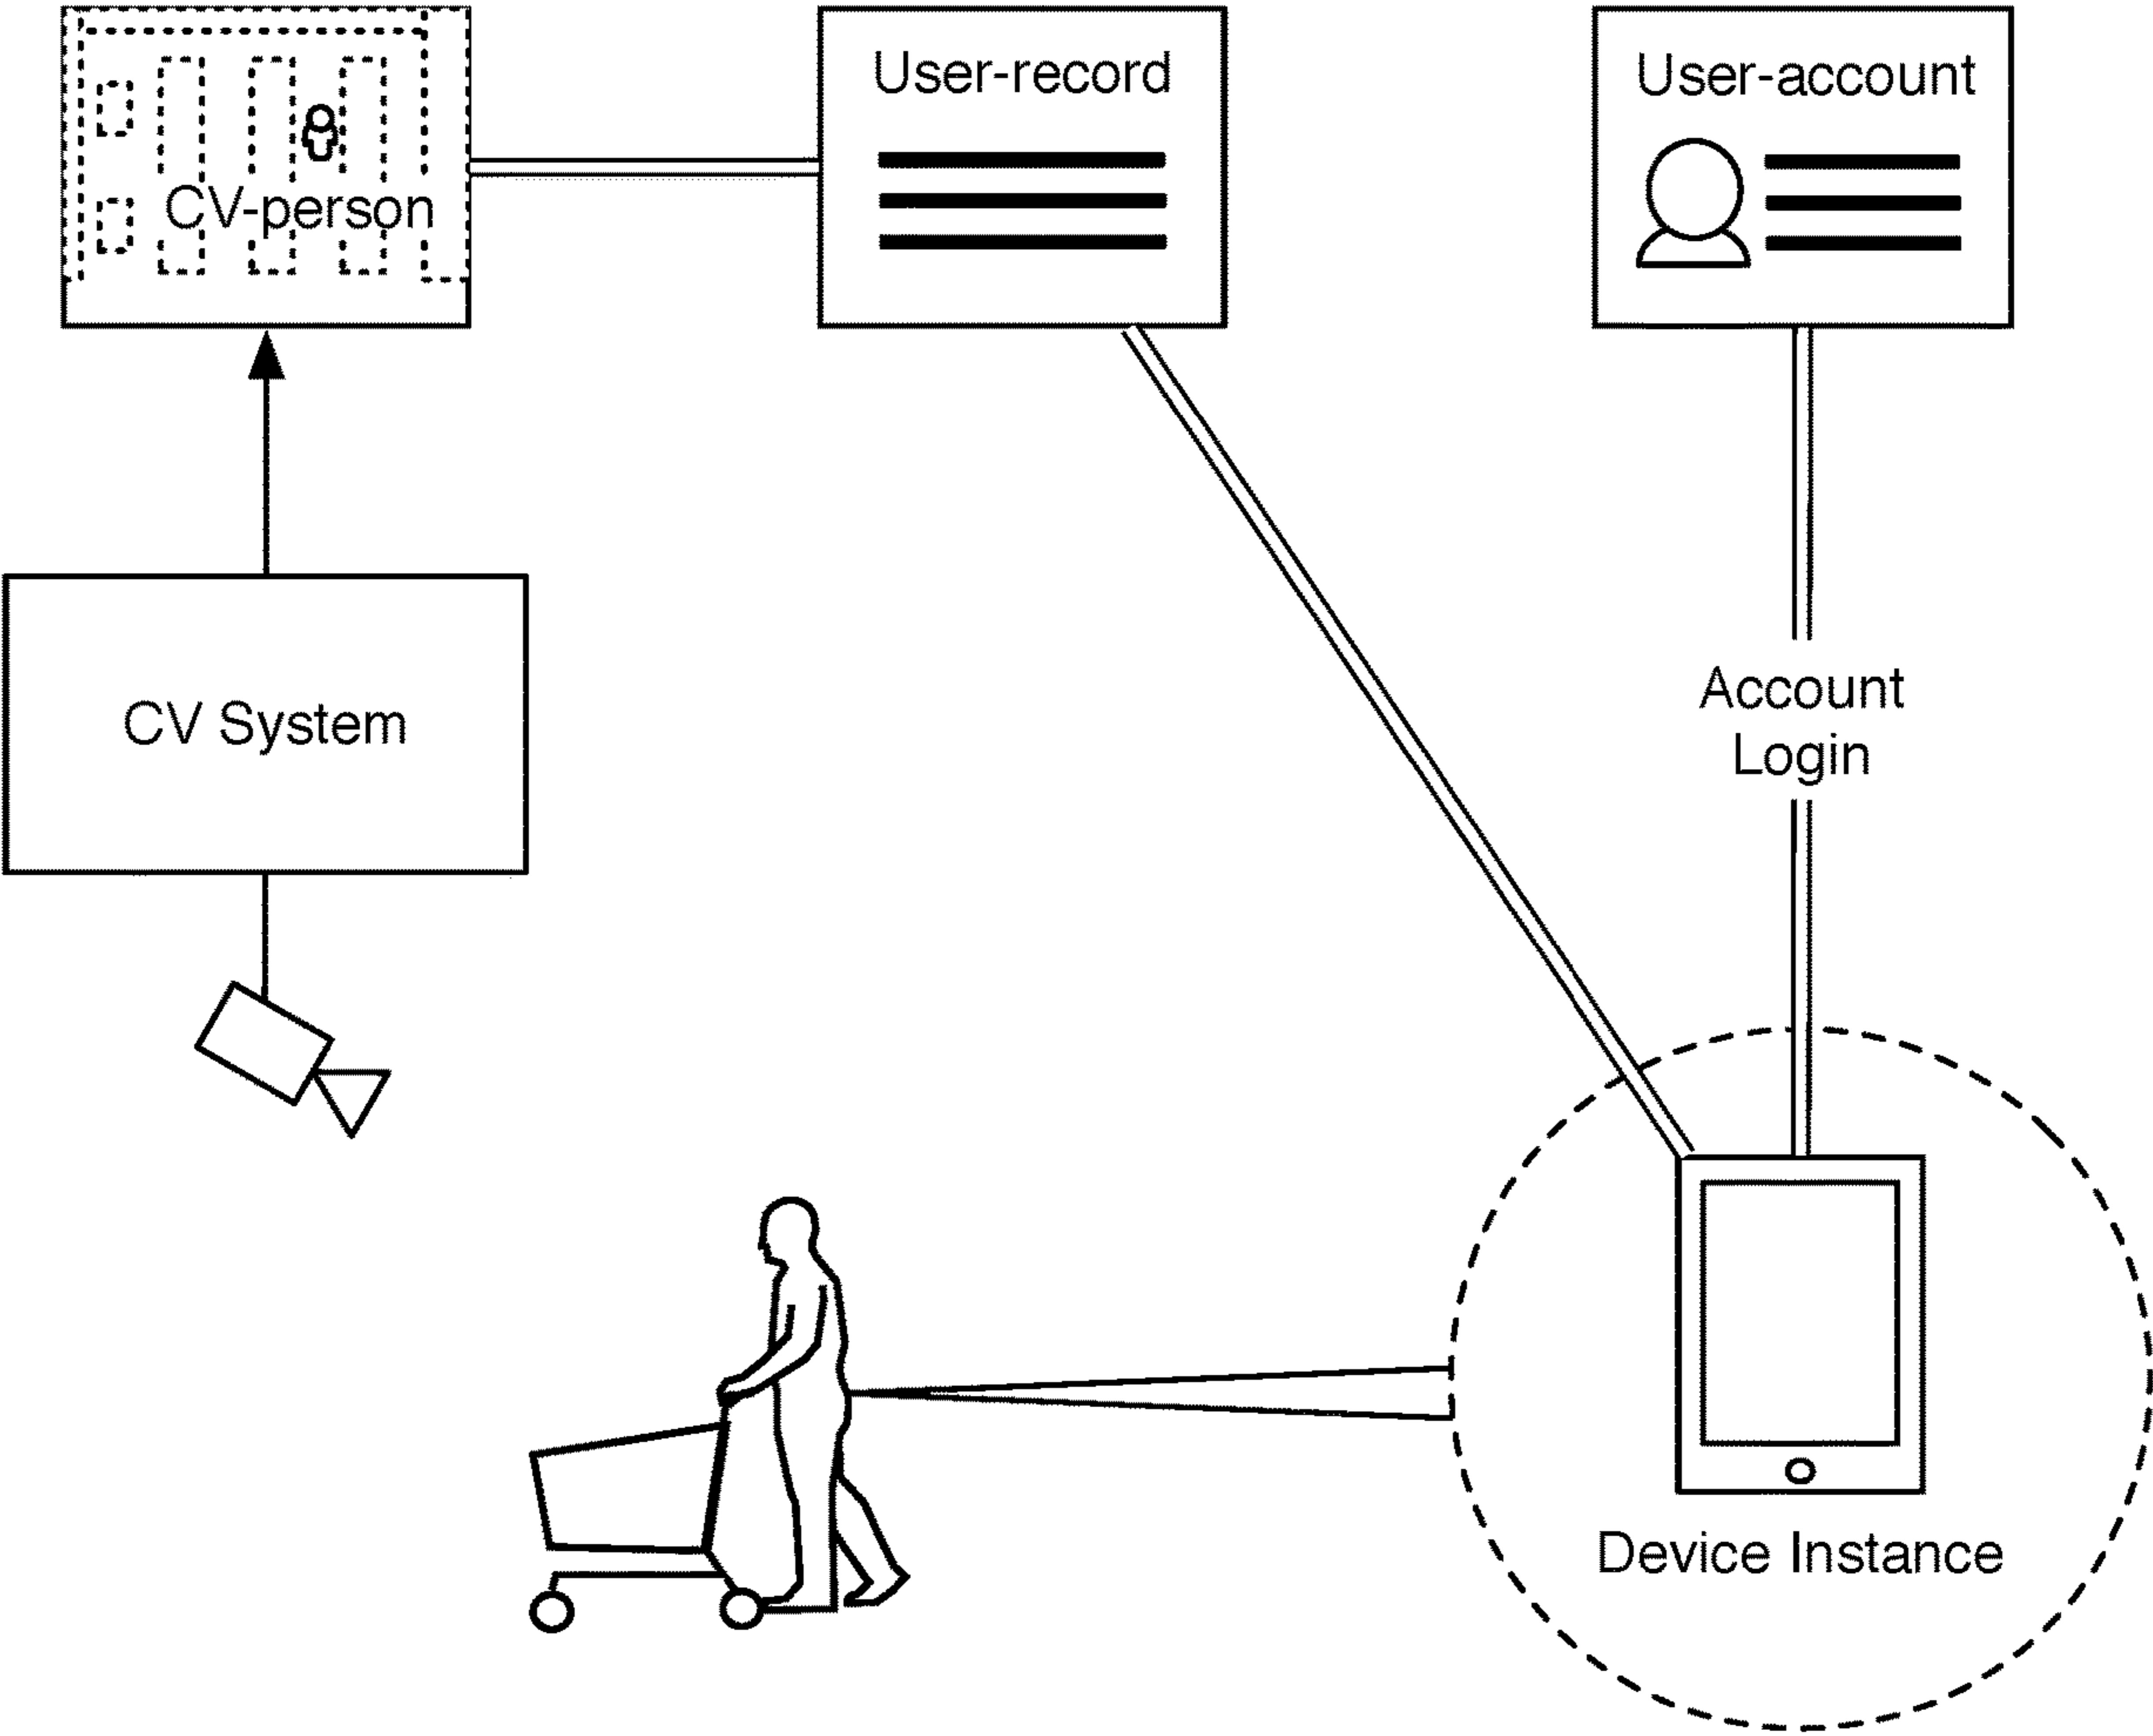 CV-person
User-record
User-account
CV System
Account
Login
Device Instance